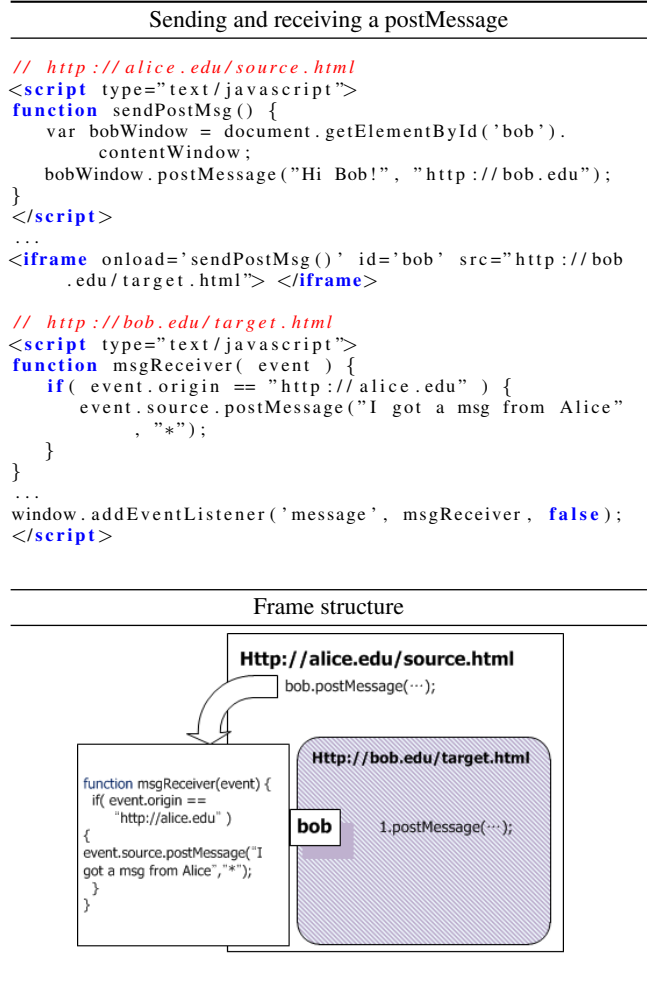 Sending and receiving a postMessage
// http://alice.edu/source.html
<script type="text/javascript">
function sendPostMsg() {
var bobWindow = document.getElementById('bob').
contentWindow;
bobWindow.postMessage("Hi Bob!", "http://bob.edu");
}
</script>
...
<iframe onload='sendPostMsg()' id='bob' src="http://bob
.edu/target.html"> </iframe>
// http://bob.edu/target.html
<script type="text/javascript">
function msgReceiver( event ) {
if( event.origin == "http://alice.edu" ) {
event.source.postMessage("I got a msg from Alice"
, "*");
}
}
...
window.addEventListener('message', msgReceiver, false);
</script>
Frame structure
Http://alice.edu/source.html
bob.postMessage(⋯);
function msgReceiver(event) {
if( event.origin ==
"http://alice.edu" )
{
event.source.postMessage("I
got a msg from Alice","*");
}
}
Http://bob.edu/target.html
bob
1.postMessage(⋯);